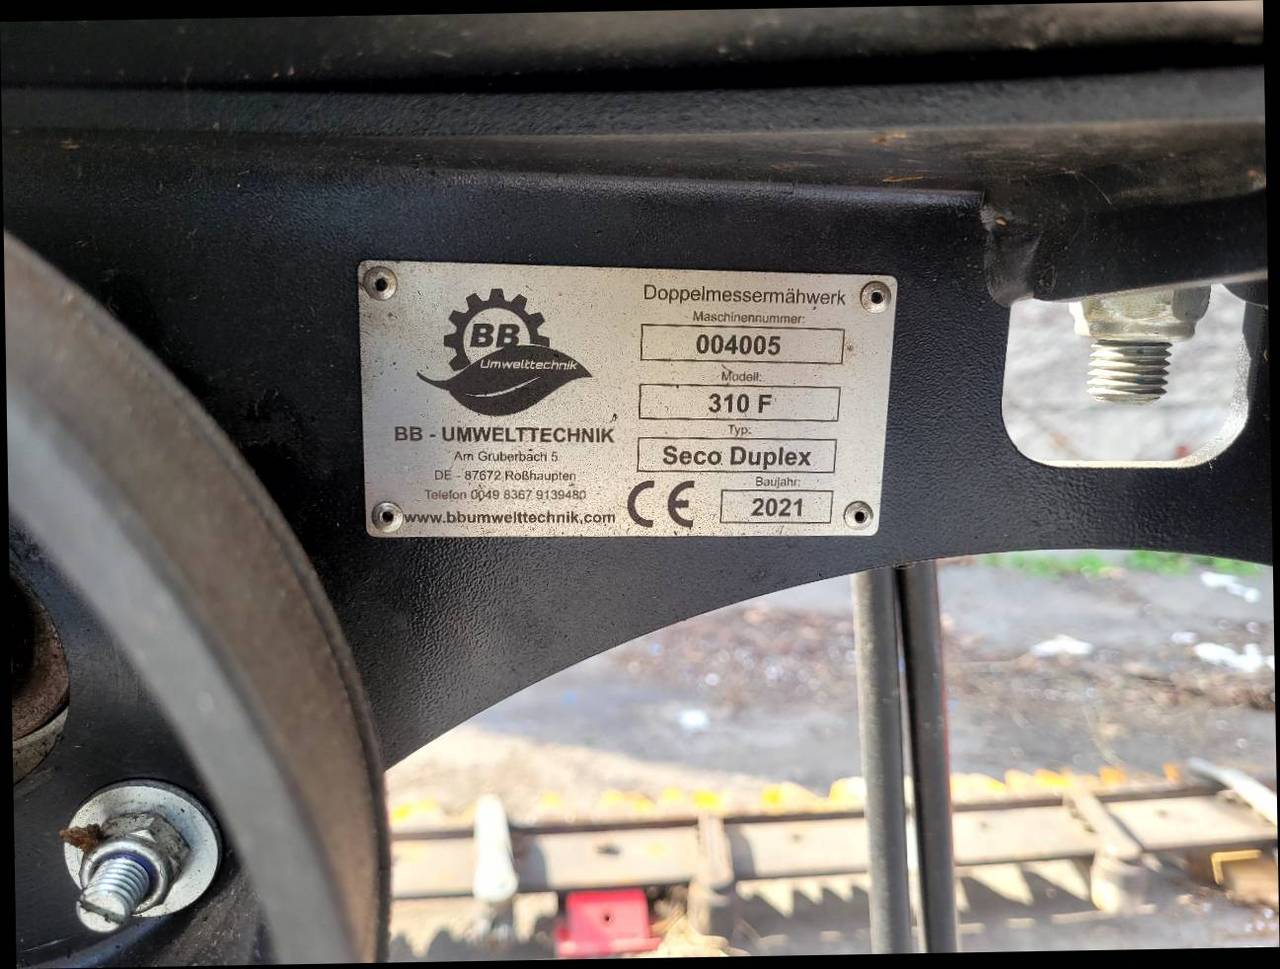 BB
Umwelttechnik
BB - UMWELTTECHNIK
Am Gruberbach 5
DE - 87672 Roßhaupten
Telefon 0049 8367 9139480
www.bbumwelttechnik.com
Doppelmessermähwerk
Maschinennummer:
004005
Modell:
310 F
Typ:
Seco Duplex
Baujahr:
CE
2021